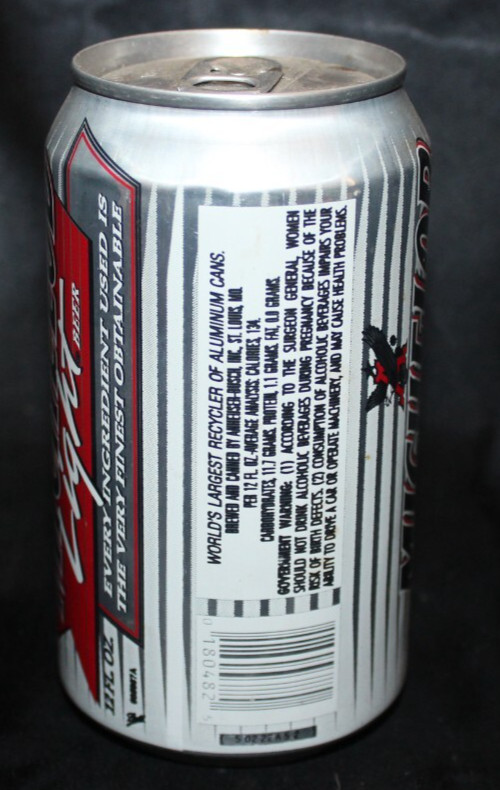 Light
BEER
EVERY INGREDIENT USED IS
THE VERY FINEST OBTAINABLE
12 FL. OZ.
WORLD'S LARGEST RECYCLER OF ALUMINUM CANS.
BREWED AND CANNED BY ANHEUSER-BUSCH, INC., ST. LOUIS, MO.
PER 12 FL. OZ.-AVERAGE ANALYSIS: CALORIES, 134,
CARBOHYDRATES, 11.7 GRAMS, PROTEIN, 1.1 GRAMS, FAT, 0.0 GRAMS.
GOVERNMENT WARNING: (1) ACCORDING TO THE SURGEON GENERAL, WOMEN
SHOULD NOT DRINK ALCOHOLIC BEVERAGES DURING PREGNANCY BECAUSE OF THE
RISK OF BIRTH DEFECTS. (2) CONSUMPTION OF ALCOHOLIC BEVERAGES IMPAIRS YOUR
ABILITY TO DRIVE A CAR OR OPERATE MACHINERY, AND MAY CAUSE HEALTH PROBLEMS.
0 180482 5